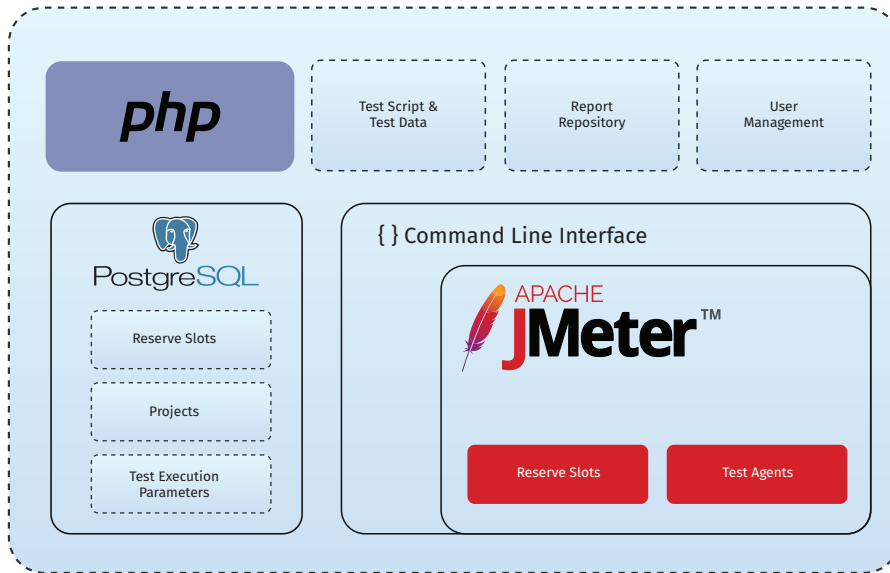 php
Test Script &
Test Data
Report
Repository
User
Management
PostgreSQL
Reserve Slots
Projects
Test Execution
Parameters
{ } Command Line Interface
APACHE
JMeter™
Reserve Slots
Test Agents